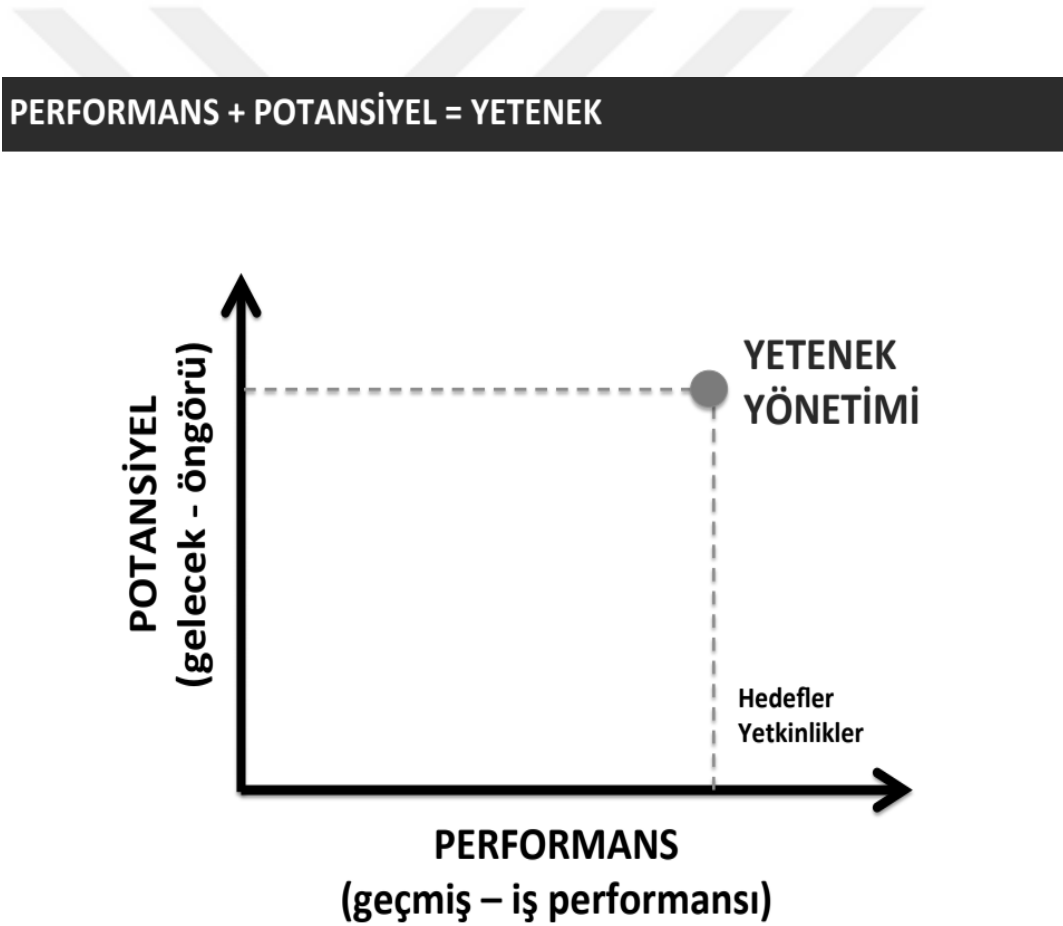 PERFORMANS + POTANSİYEL = YETENEK
YETENEK
YÖNETİMİ
POTANSİYEL
(gelecek - öngörü)
Hedefler
Yetkinlikler
PERFORMANS
(geçmiş – iş performansı)